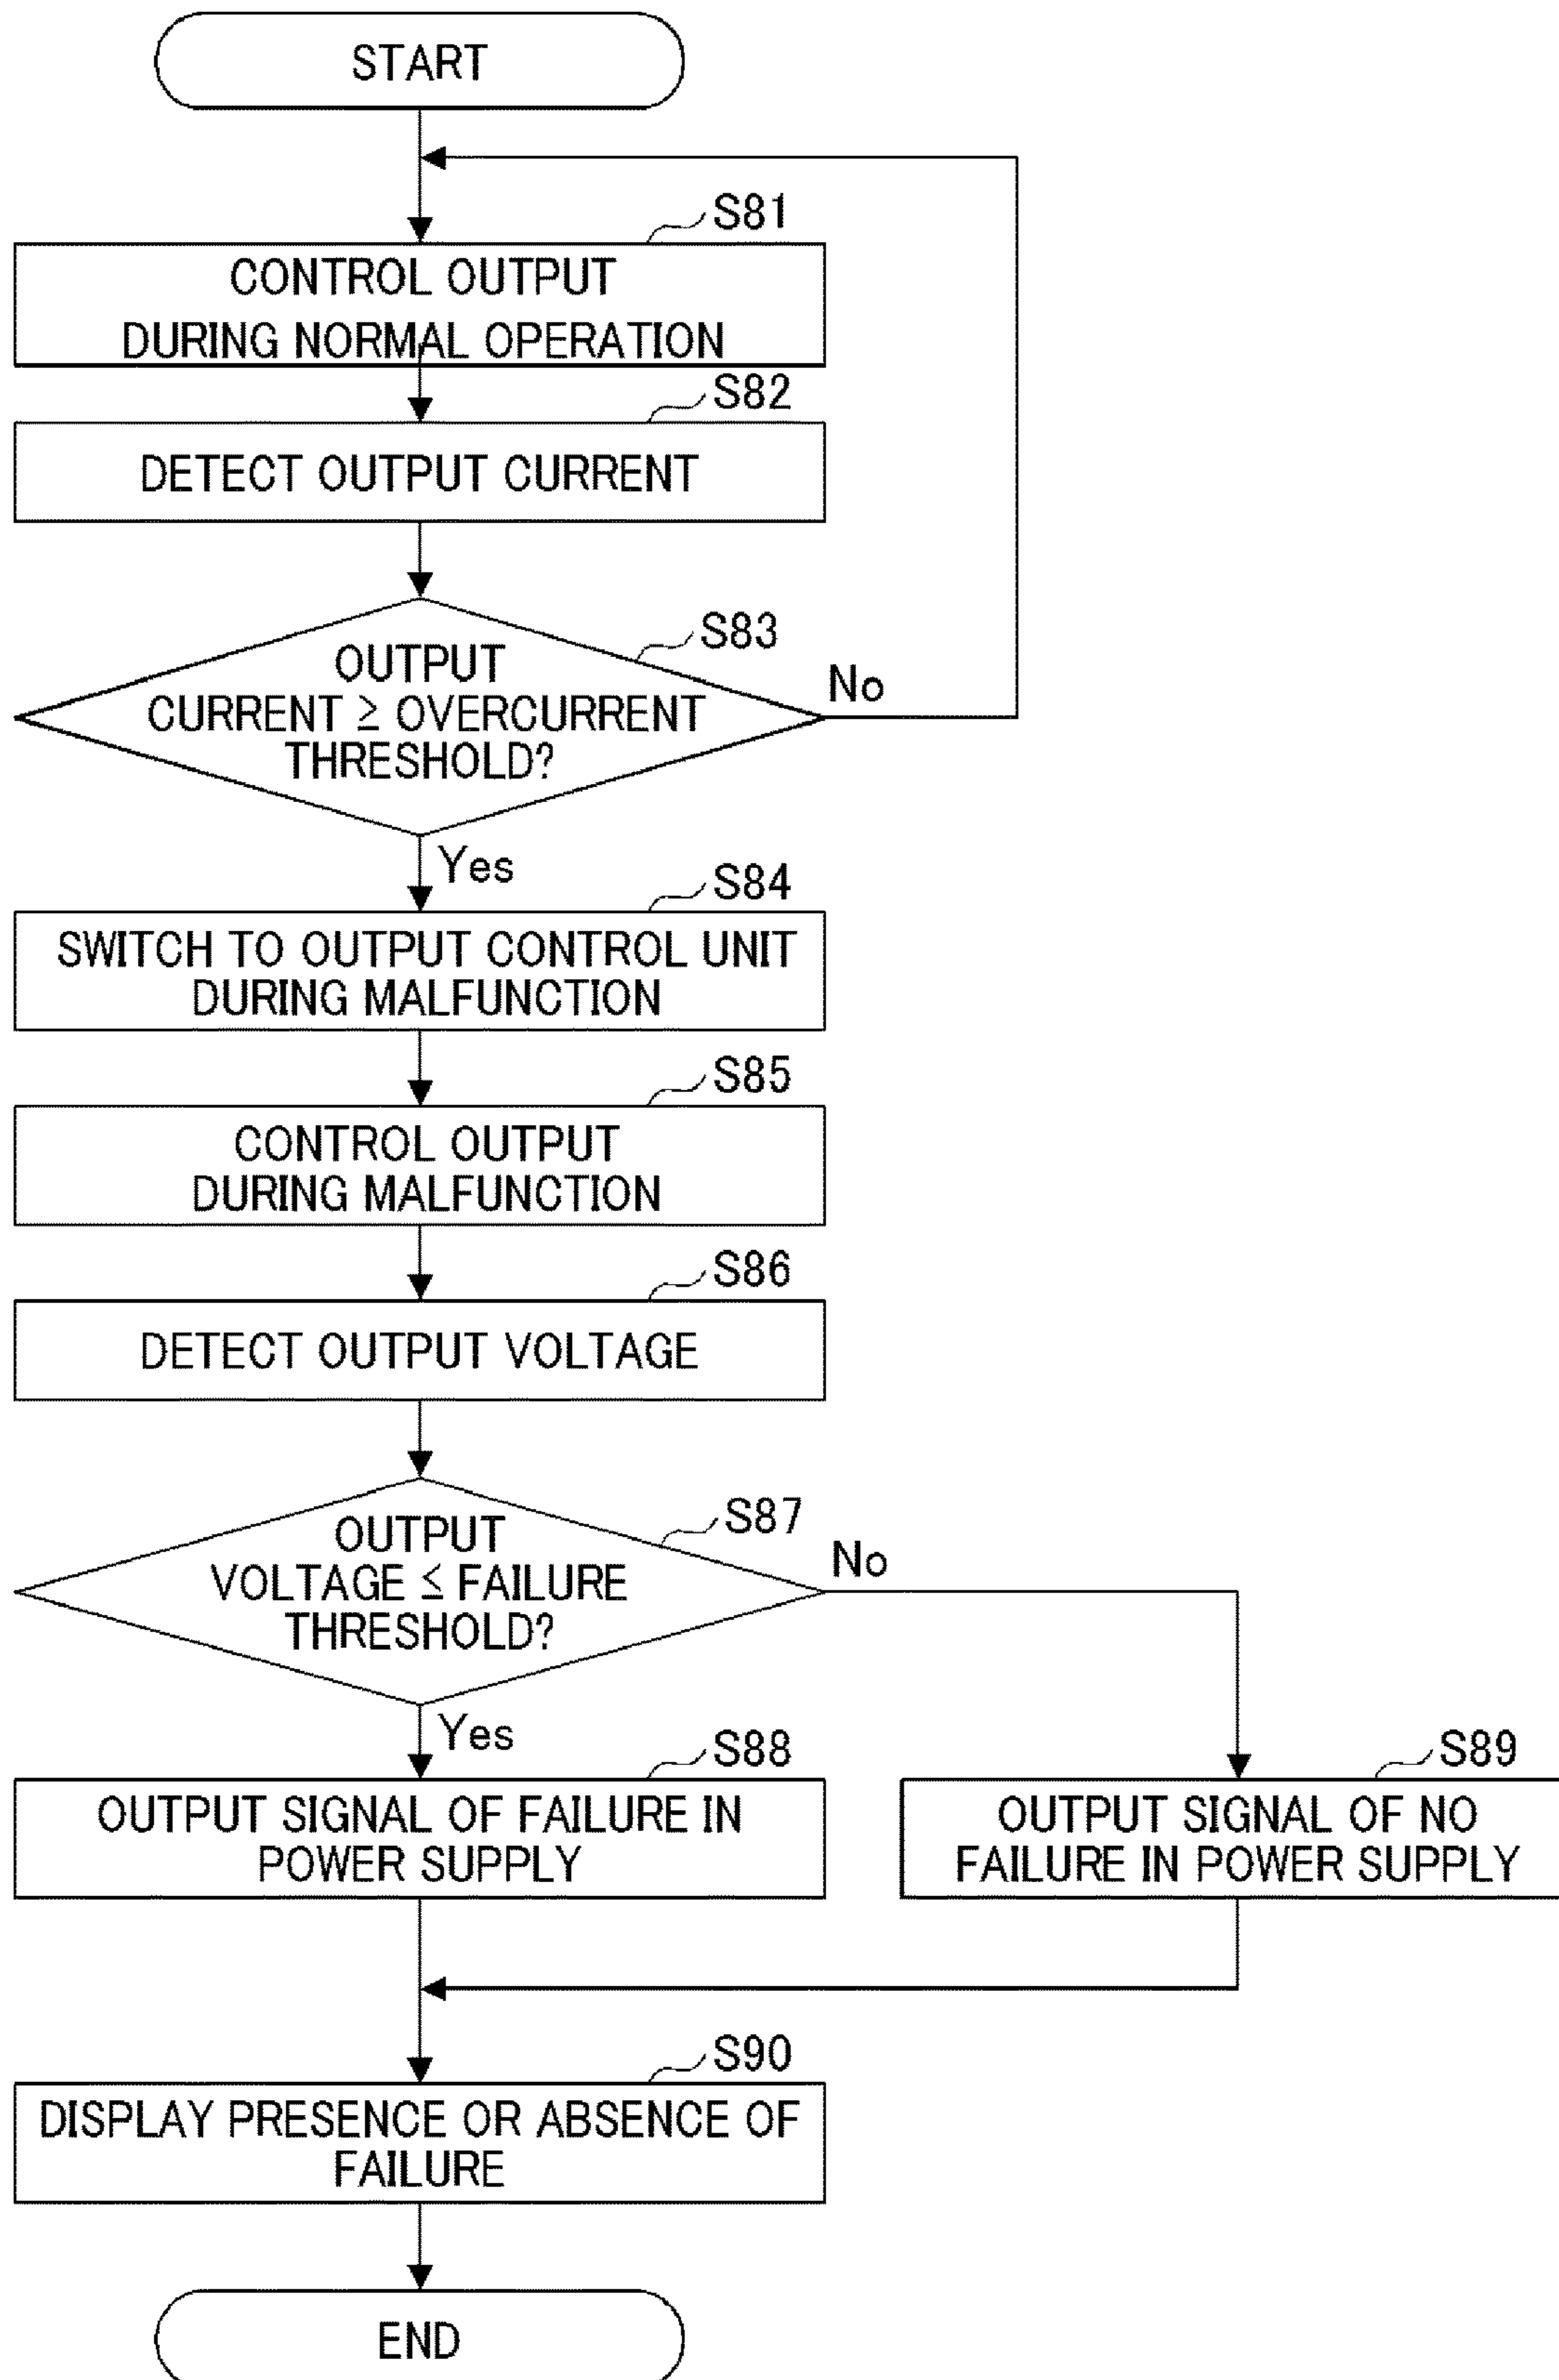 START
S81
CONTROL OUTPUT
DURING NORMAL OPERATION
S82
DETECT OUTPUT CURRENT
S83
OUTPUT
CURRENT ≥ OVERCURRENT
THRESHOLD?
No
Yes
S84
SWITCH TO OUTPUT CONTROL UNIT
DURING MALFUNCTION
S85
CONTROL OUTPUT
DURING MALFUNCTION
S86
DETECT OUTPUT VOLTAGE
S87
OUTPUT
VOLTAGE ≤ FAILURE
THRESHOLD?
No
Yes
S88
OUTPUT SIGNAL OF FAILURE IN
POWER SUPPLY
S89
OUTPUT SIGNAL OF NO
FAILURE IN POWER SUPPLY
S90
DISPLAY PRESENCE OR ABSENCE OF
FAILURE
END